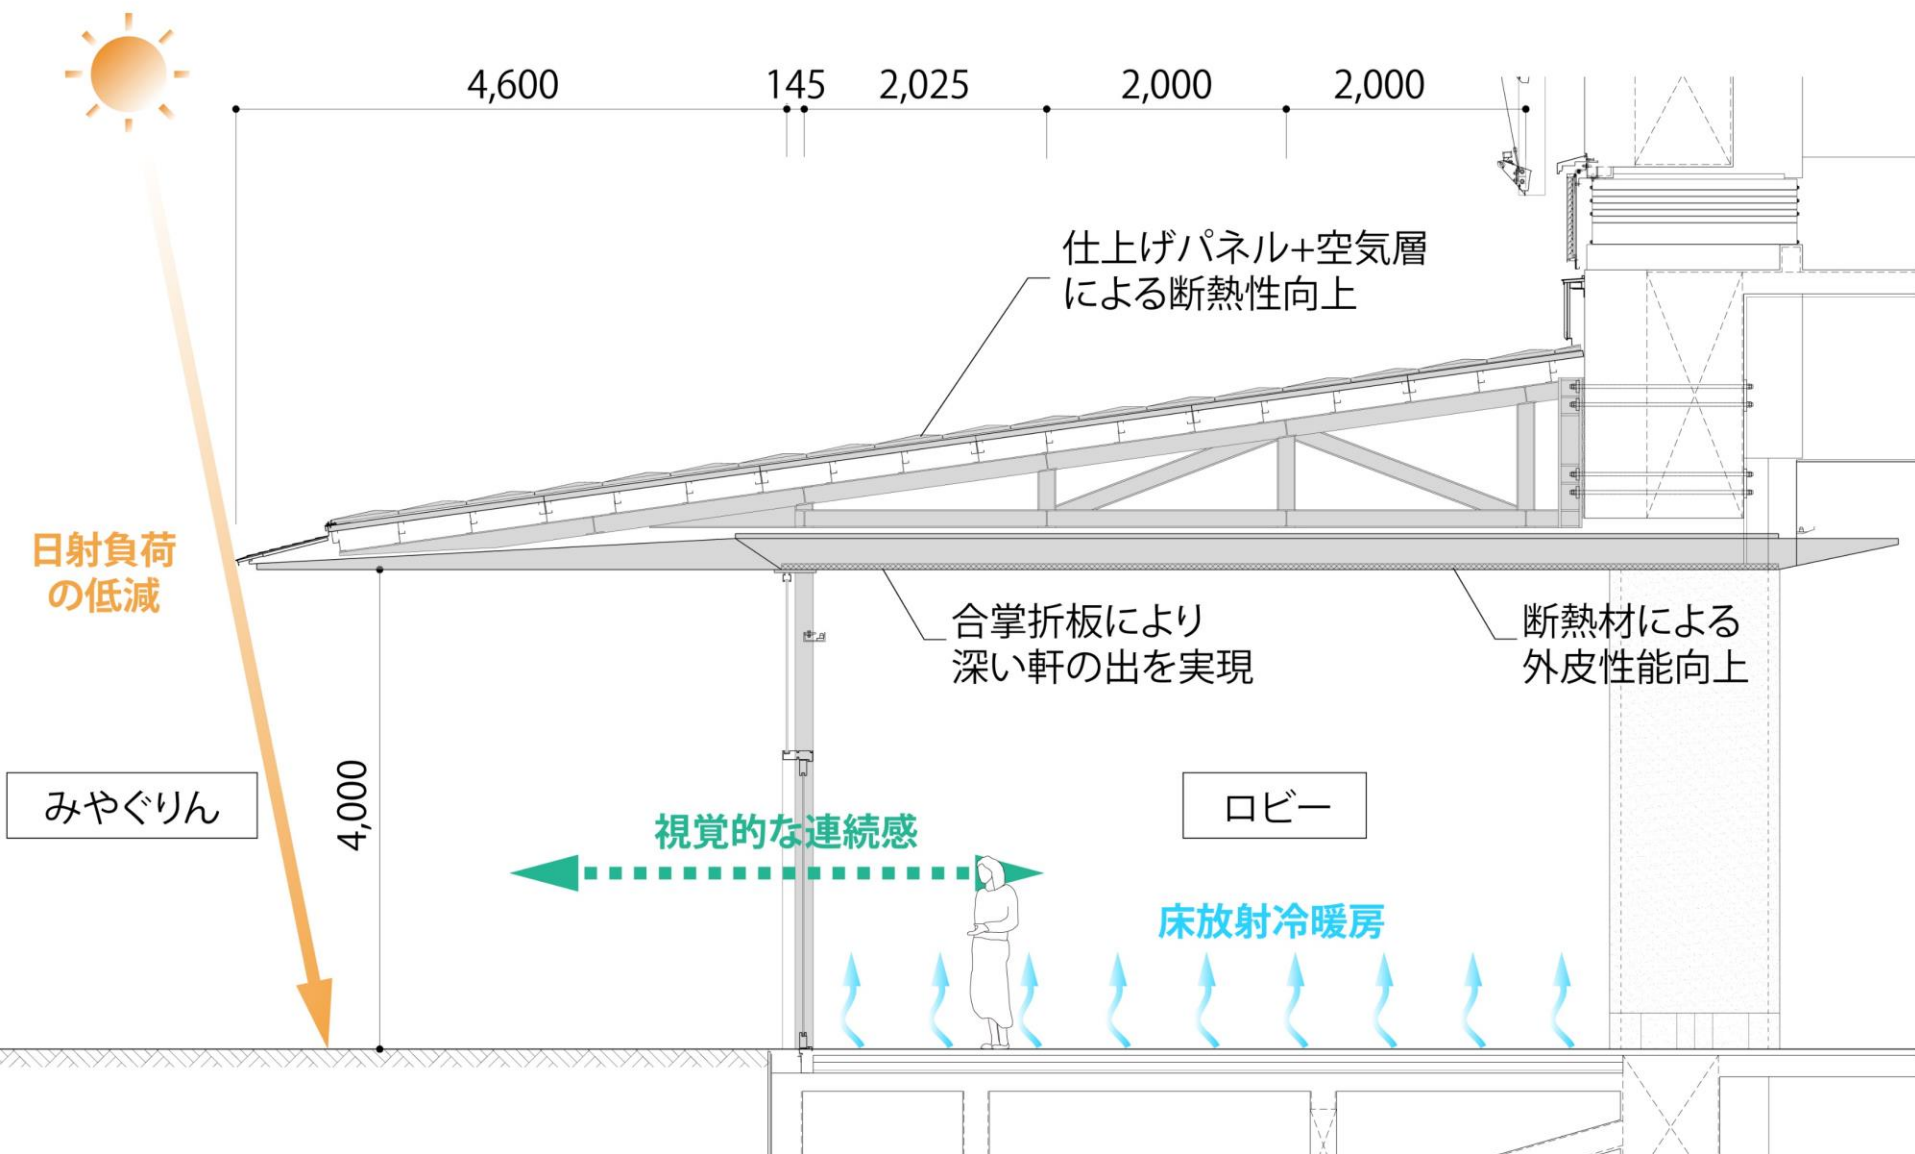 4,600
145
2,025
2,000
2,000
仕上げパネル+空気層
による断熱性向上
日射負荷
の低減
合掌折板により
深い軒の出を実現
断熱材による
外皮性能向上
みやぐりん
4,000
ロビー
視覚的な連続感
床放射冷暖房